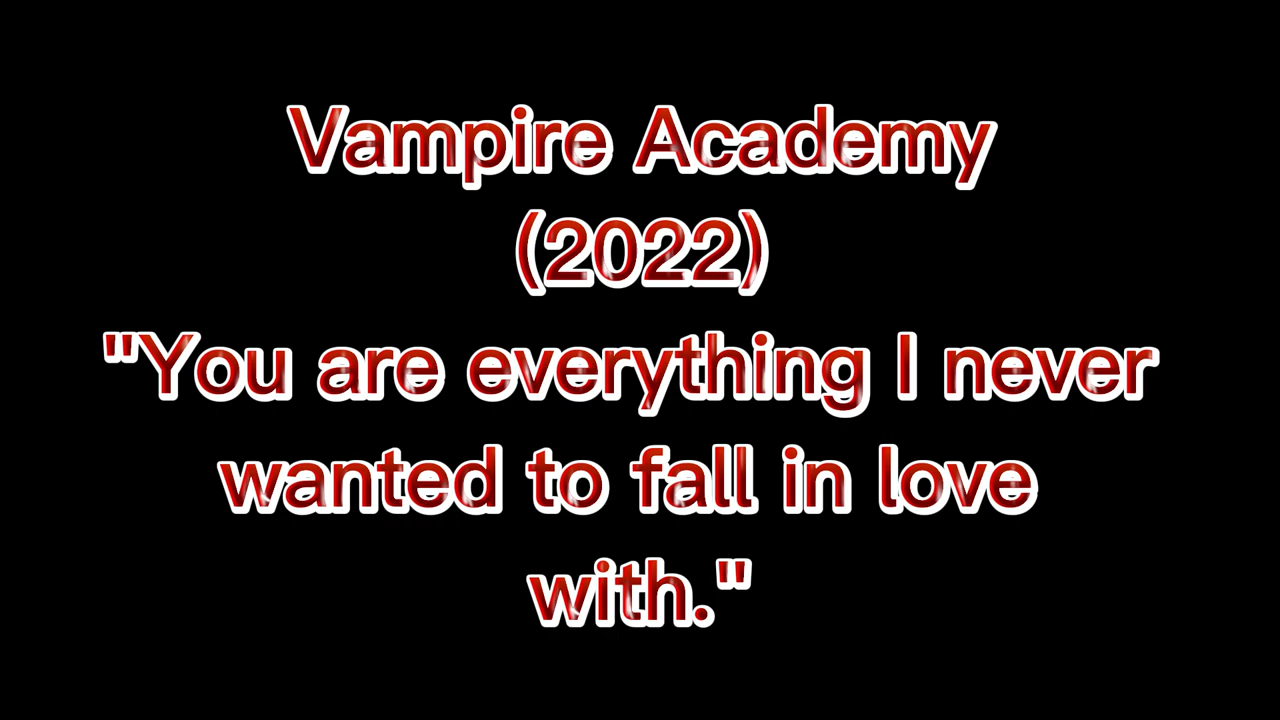 Vampire Academy
(2022)
"You are everything I never
wanted to fall in love
with."